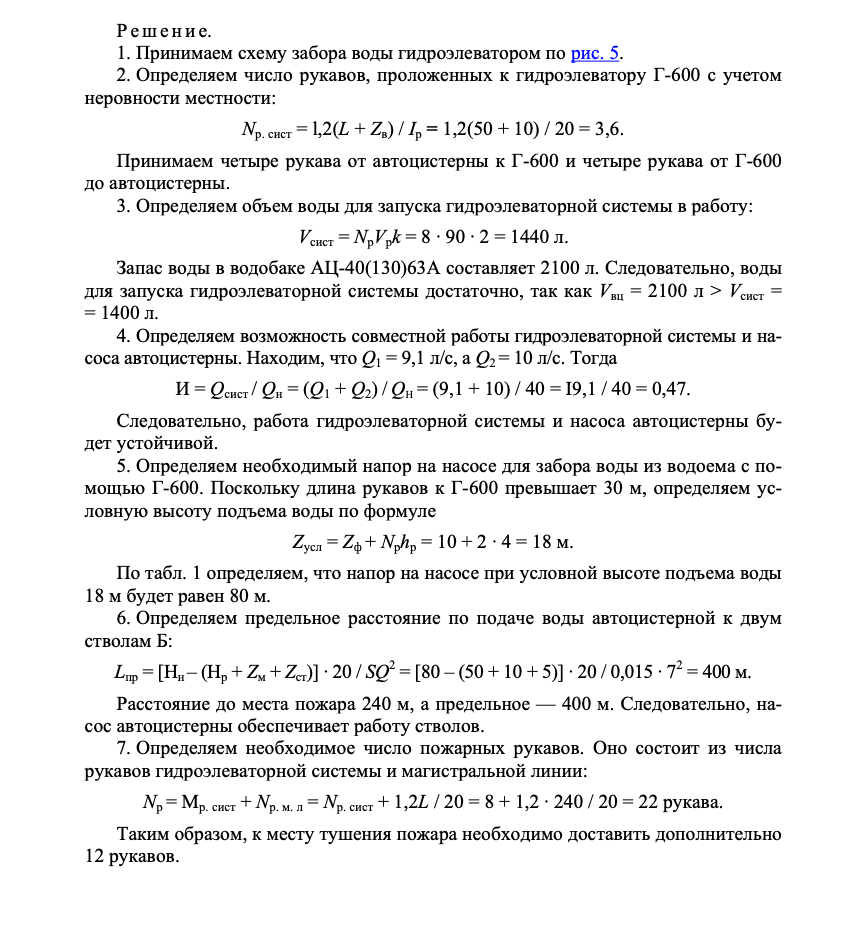 Решение.
1. Принимаем схему забора воды гидроэлеватором по рис. 5.
2. Определяем число рукавов, проложенных к гидроэлеватору Г-600 с учетом
неровности местности:
Nр. сист = 1,2(L + Zв) / Iр = 1,2(50 + 10) / 20 = 3,6.
Принимаем четыре рукава от автоцистерны к Г-600 и четыре рукава от Г-600
до автоцистерны.
3. Определяем объем воды для запуска гидроэлеваторной системы в работу:
Vсист = NрVрk = 8 · 90 · 2 = 1440 л.
Запас воды в водобаке АЦ-40(130)63А составляет 2100 л. Следовательно, воды
для запуска гидроэлеваторной системы достаточно, так как Vвц = 2100 л > Vсист =
= 1400 л.
4. Определяем возможность совместной работы гидроэлеваторной системы и на-
соса автоцистерны. Находим, что Q1 = 9,1 л/с, а Q2 = 10 л/с. Тогда
И = Qсист / Qн = (Q1 + Q2) / Qн = (9,1 + 10) / 40 = I9,1 / 40 = 0,47.
Следовательно, работа гидроэлеваторной системы и насоса автоцистерны бу-
дет устойчивой.
5. Определяем необходимый напор на насосе для забора воды из водоема с по-
мощью Г-600. Поскольку длина рукавов к Г-600 превышает 30 м, определяем ус-
ловную высоту подъема воды по формуле
Zусл = Zф + Nрhр = 10 + 2 · 4 = 18 м.
По табл. 1 определяем, что напор на насосе при условной высоте подъема воды
18 м будет равен 80 м.
6. Определяем предельное расстояние по подаче воды автоцистерной к двум
стволам Б:
Lпр = [Нн – (Нр + Zм + Zст)] · 20 / SQ² = [80 – (50 + 10 + 5)] · 20 / 0,015 · 7² = 400 м.
Расстояние до места пожара 240 м, а предельное — 400 м. Следовательно, на-
сос автоцистерны обеспечивает работу стволов.
7. Определяем необходимое число пожарных рукавов. Оно состоит из числа
рукавов гидроэлеваторной системы и магистральной линии:
Nр = Мр. сист + Nр. м. л = Nр. сист + 1,2L / 20 = 8 + 1,2 · 240 / 20 = 22 рукава.
Таким образом, к месту тушения пожара необходимо доставить дополнительно
12 рукавов.